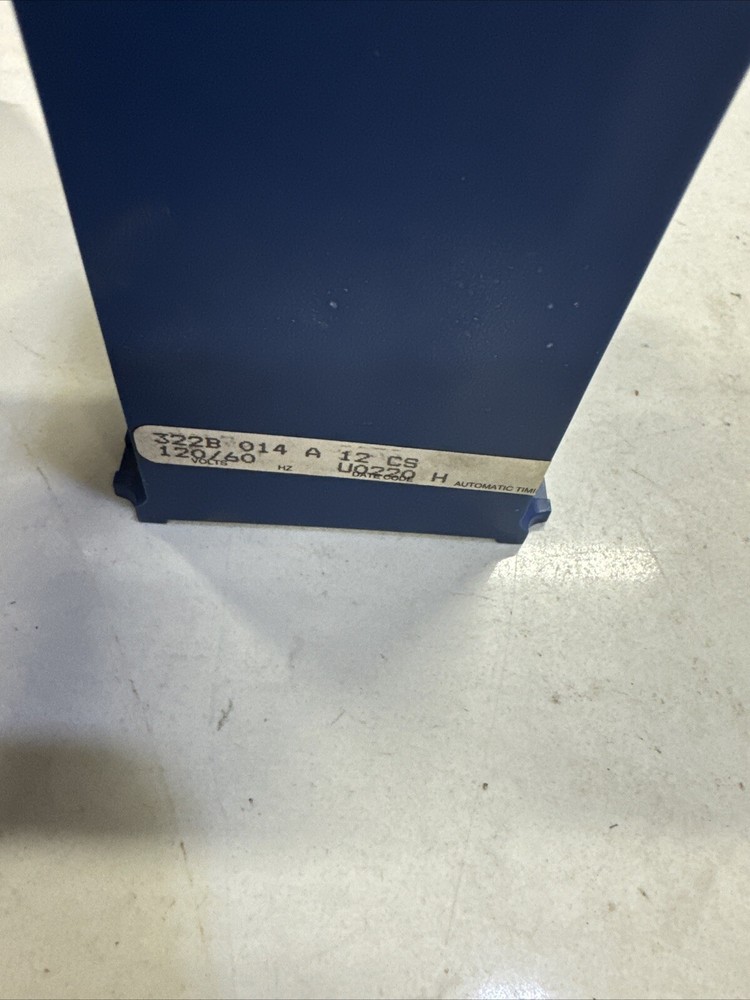 322B 014 A 12 CS
120/60 U0220 H
VOLTS HZ DATE CODE AUTOMATIC TIM